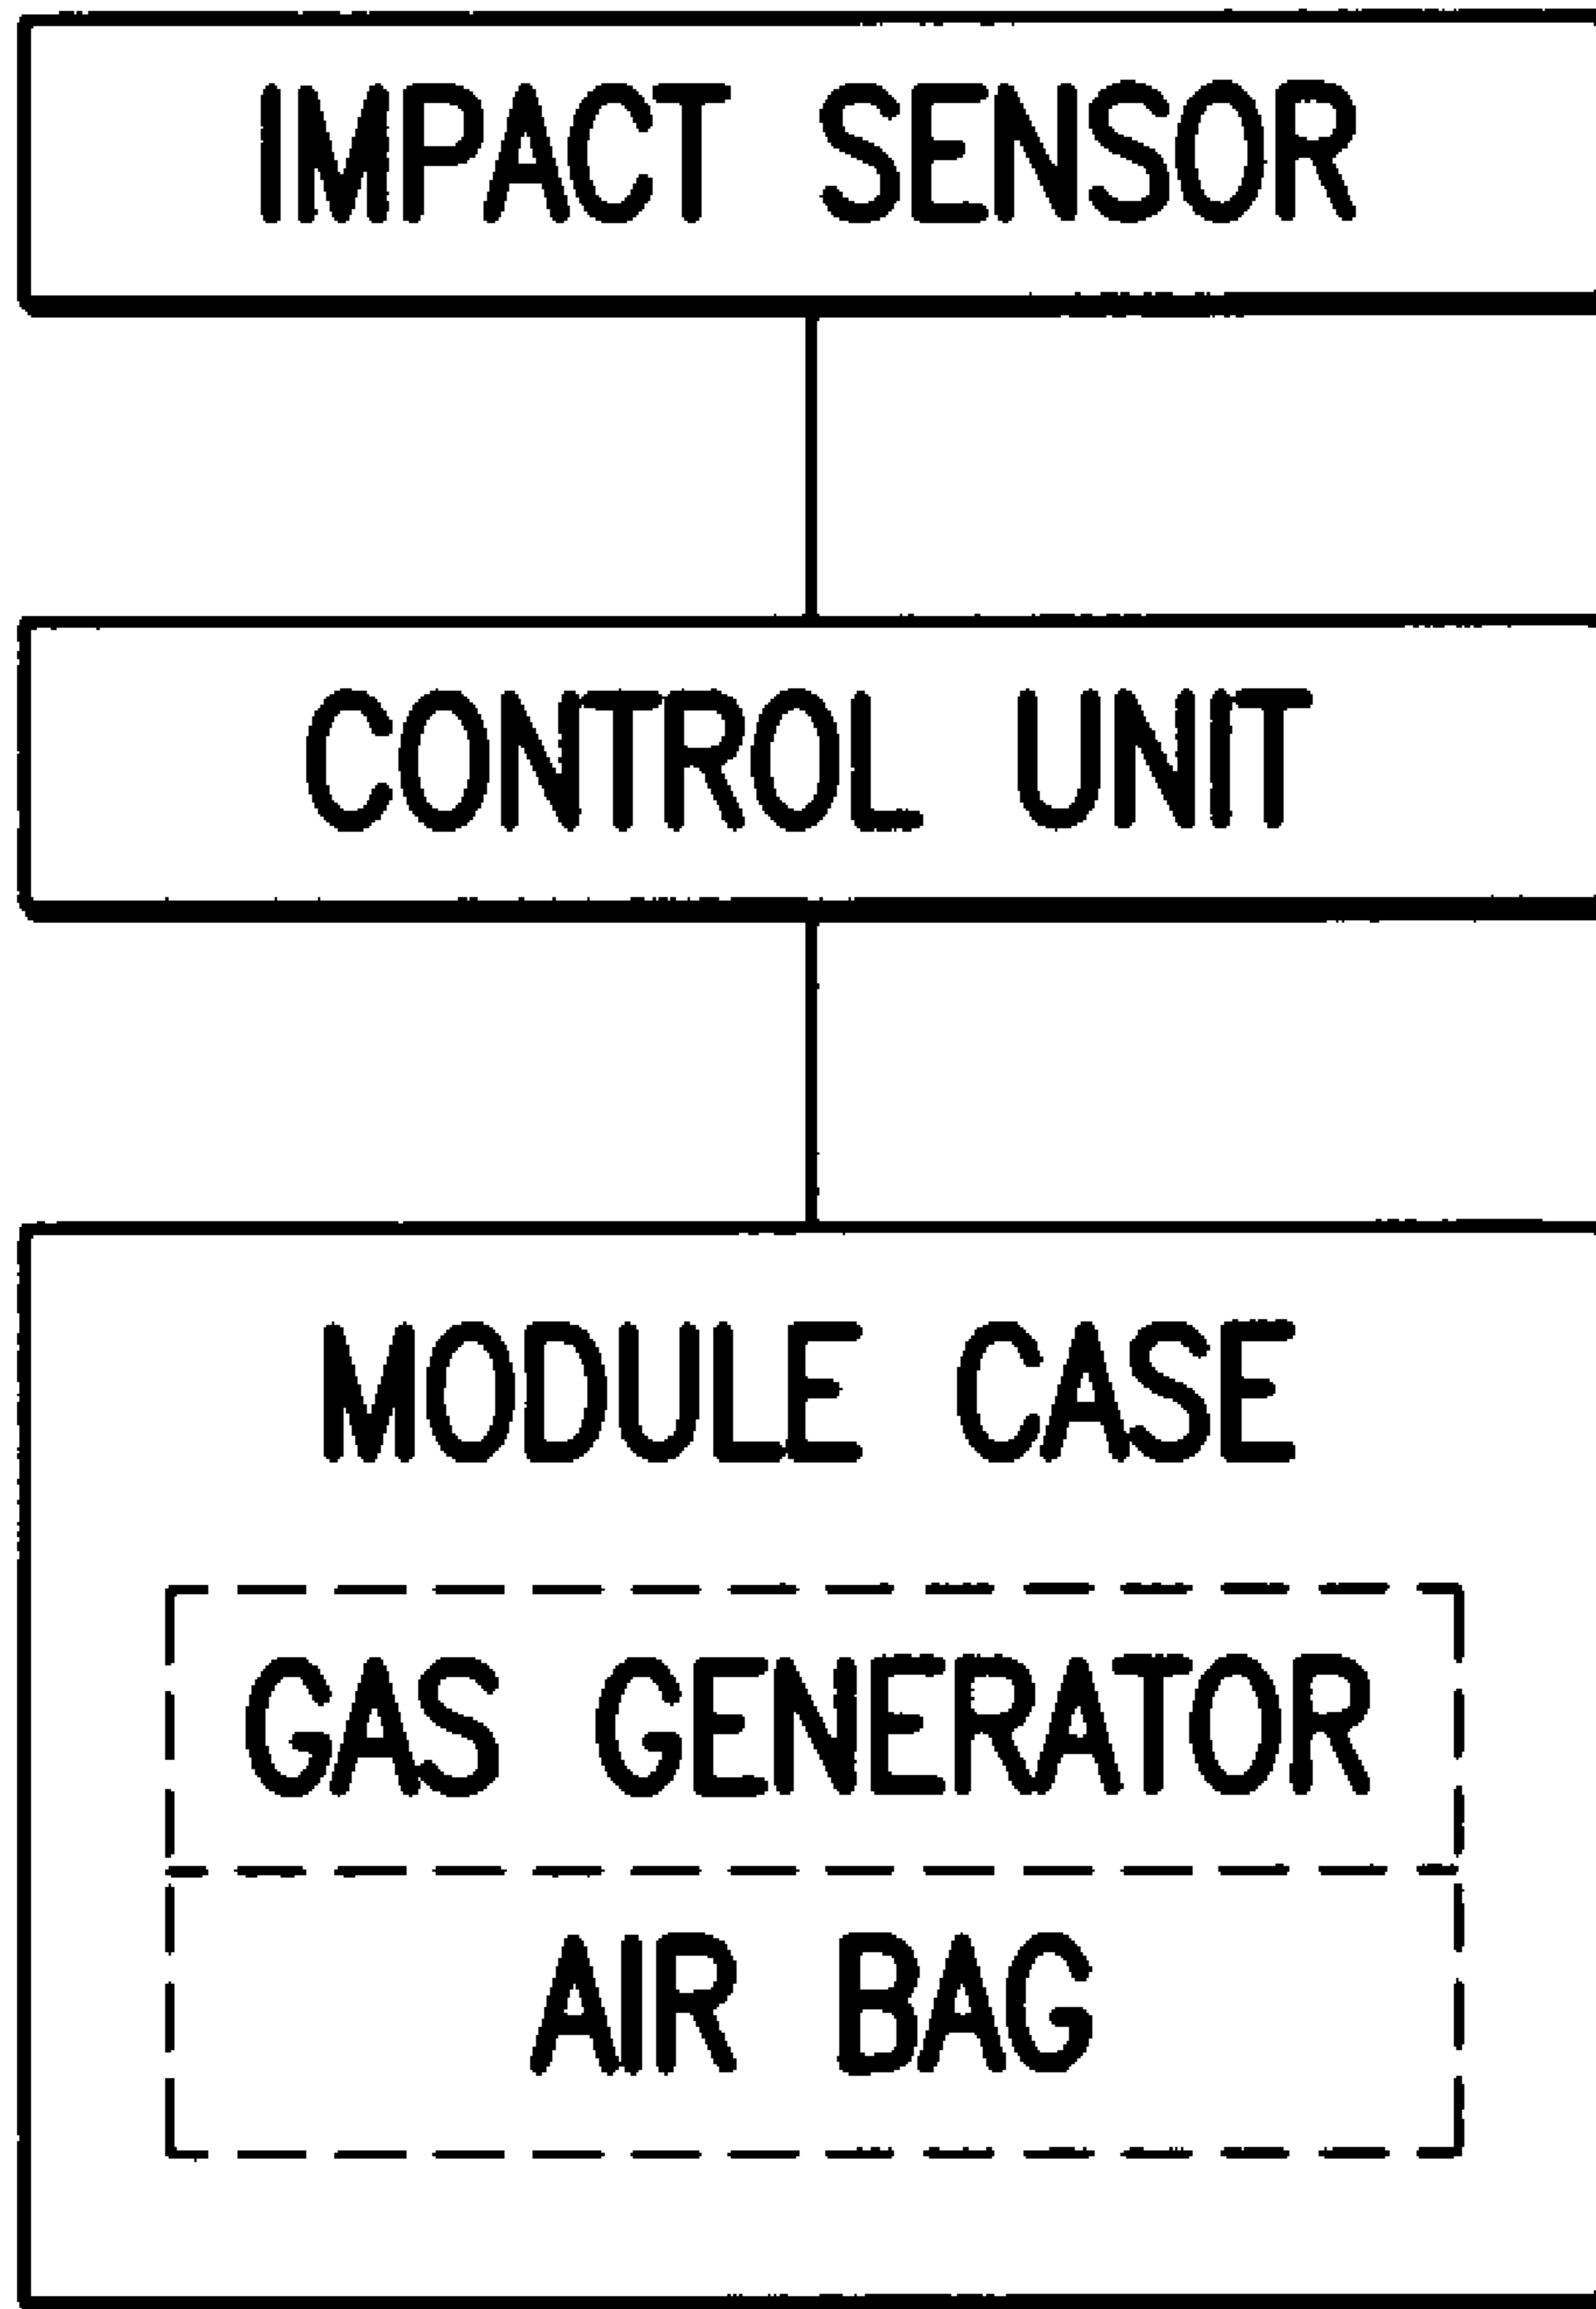 IMPACT SENSOR
CONTROL UNIT
MODULE CASE
GAS GENERATOR
AIR BAG